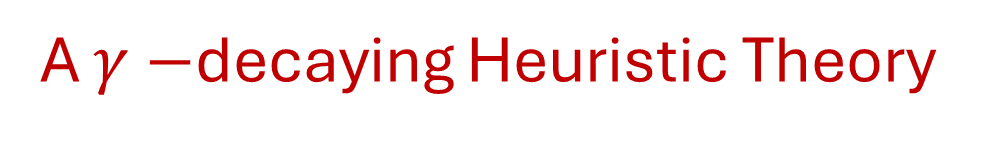 A γ −decaying Heuristic Theory